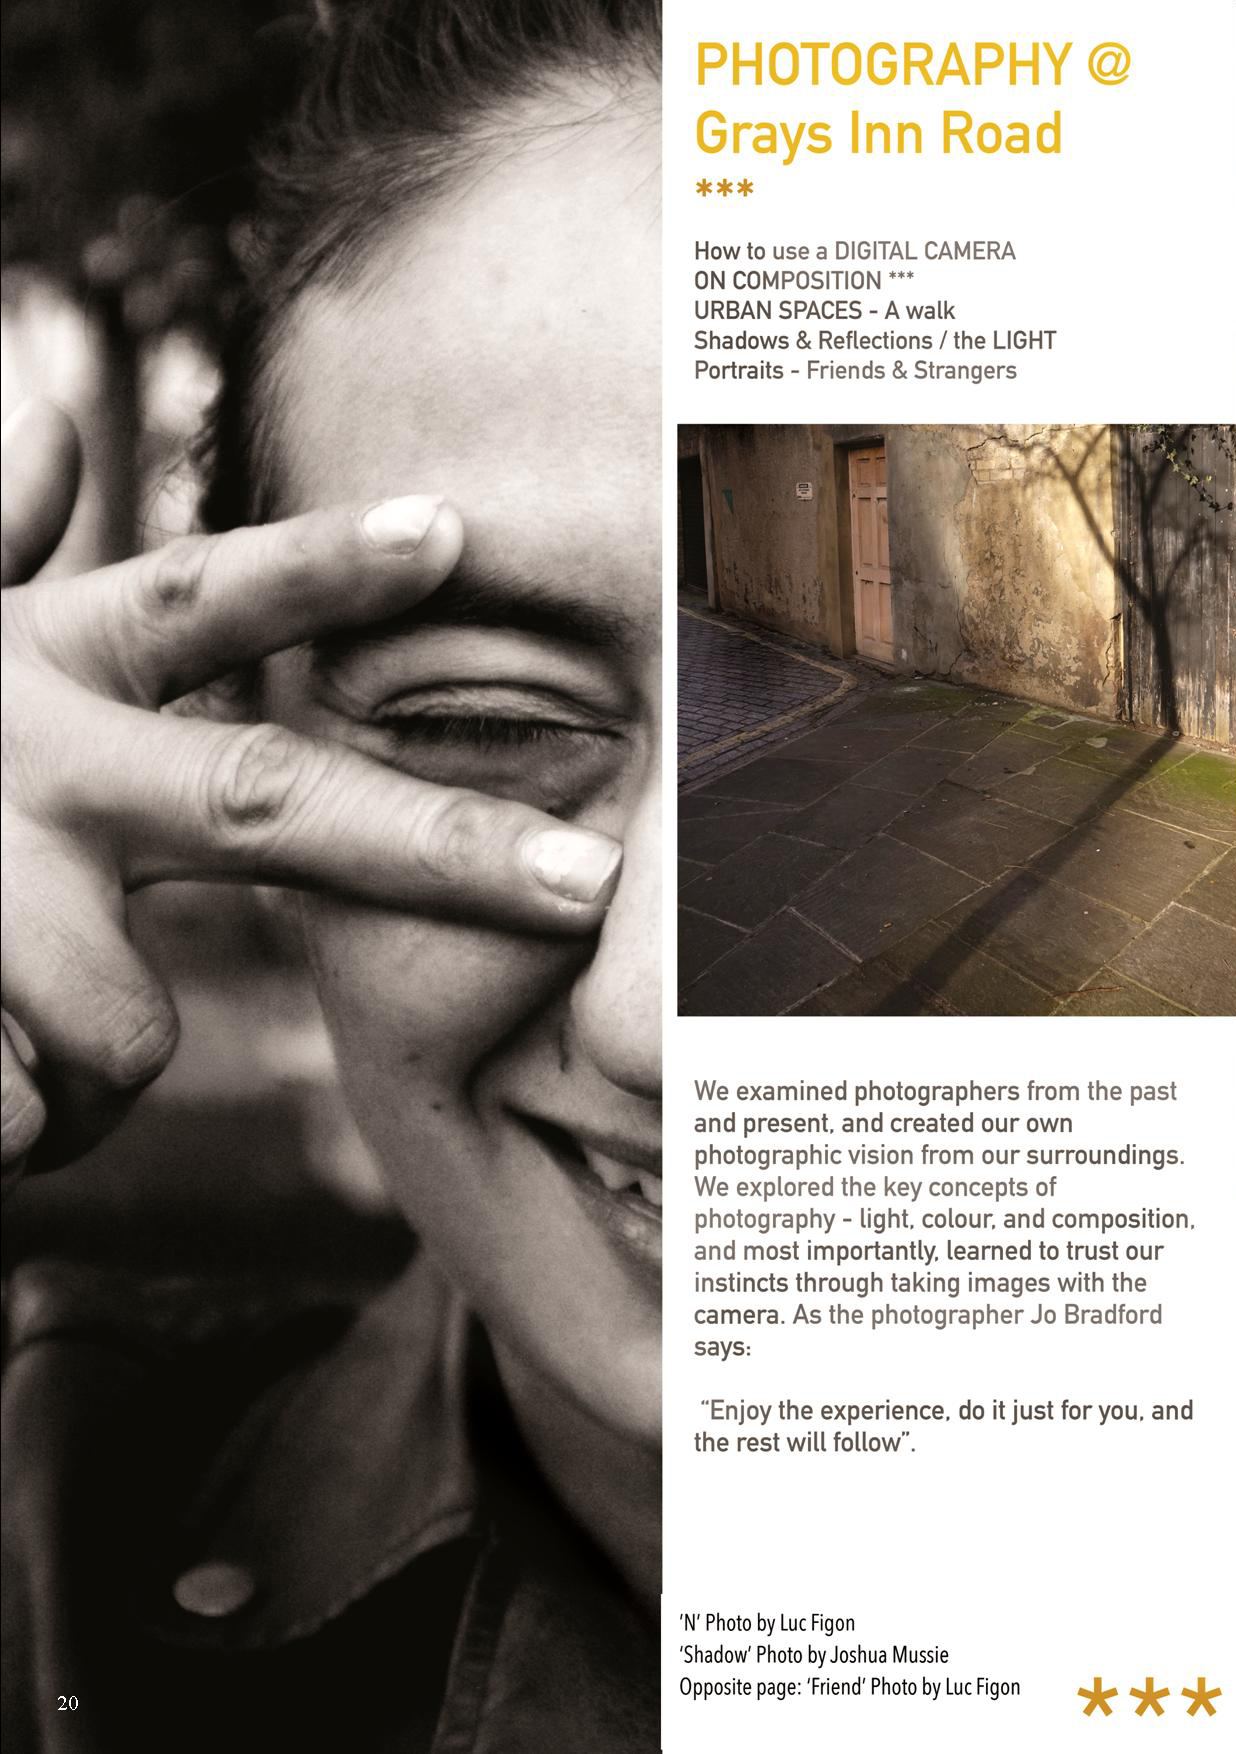 PHOTOGRAPHY @
Grays Inn Road
***
How to use a DIGITAL CAMERA
ON COMPOSITION ***
URBAN SPACES - A walk
Shadows & Reflections / the LIGHT
Portraits - Friends & Strangers
We examined photographers from the past
and present, and created our own
photographic vision from our surroundings.
We explored the key concepts of
photography - light, colour, and composition,
and most importantly, learned to trust our
instincts through taking images with the
camera. As the photographer Jo Bradford
says:
“Enjoy the experience, do it just for you, and
the rest will follow”.
‘N’ Photo by Luc Figon
‘Shadow’ Photo by Joshua Mussie
Opposite page: ‘Friend’ Photo by Luc Figon
***
20